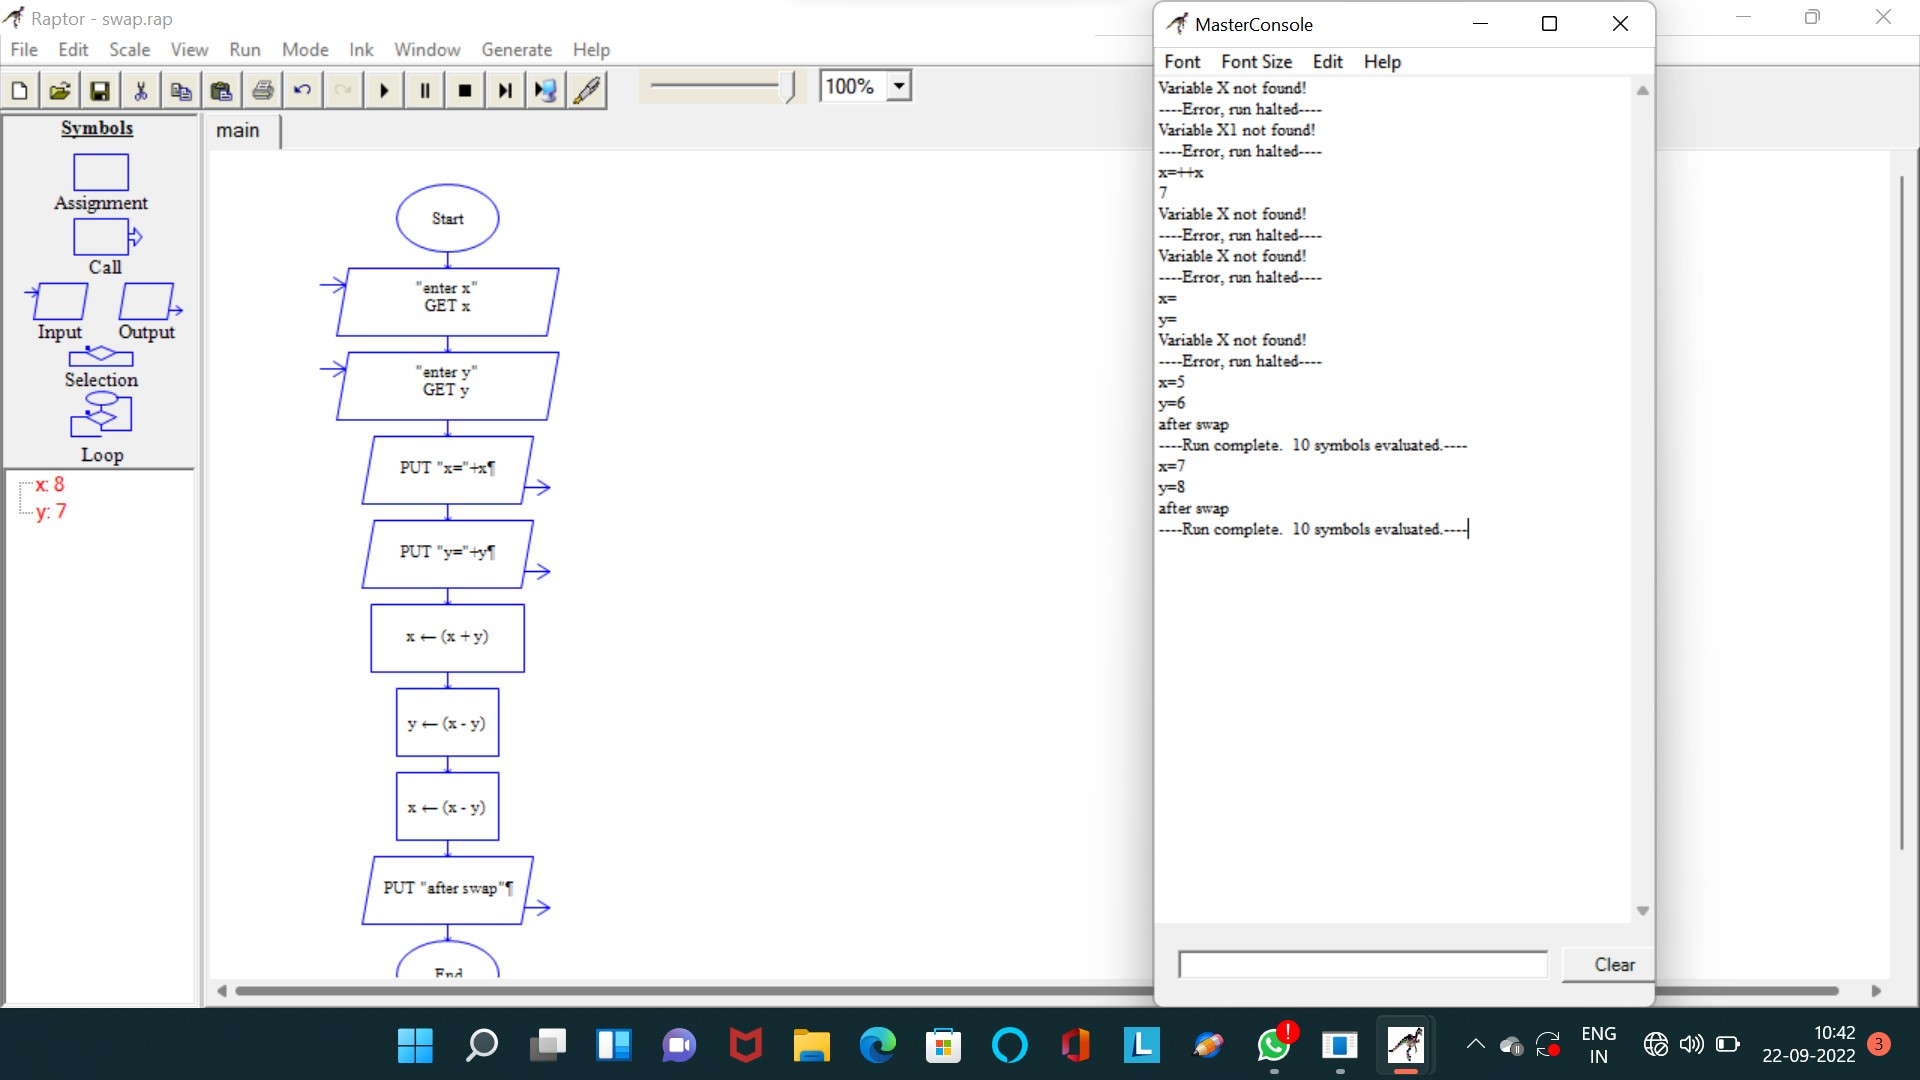 Raptor - swap.rap
File Edit Scale View Run Mode Ink Window Generate Help
100%
Symbols
Assignment
Call
Input Output
Selection
Loop
x: 8
y: 7
main
Start
"enter x"
GET x
"enter y"
GET y
PUT "x="+x¶
PUT "y="+y¶
x ← (x + y)
y ← (x - y)
x ← (x - y)
PUT "after swap"¶
End
MasterConsole
Font Font Size Edit Help
Variable X not found!
----Error, run halted----
Variable X1 not found!
----Error, run halted----
x=++x
7
Variable X not found!
----Error, run halted----
Variable X not found!
----Error, run halted----
x=
y=
Variable X not found!
----Error, run halted----
x=5
y=6
after swap
----Run complete.  10 symbols evaluated.----
x=7
y=8
after swap
----Run complete.  10 symbols evaluated.----
Clear
L
!
ENG
IN
10:42
22-09-2022
3